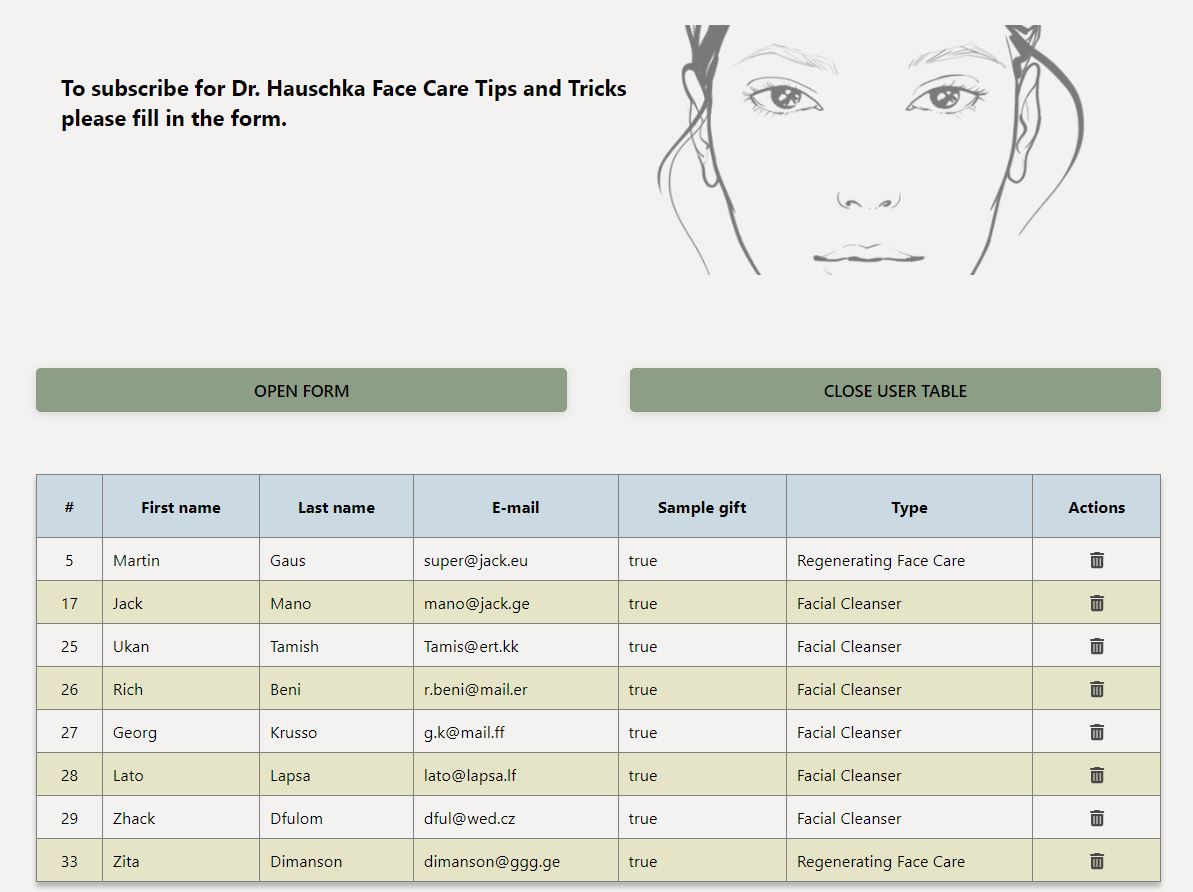 To subscribe for Dr. Hauschka Face Care Tips and Tricks
please fill in the form.
OPEN FORM CLOSE USER TABLE
# First name Last name E-mail Sample gift Type Actions
5 Martin Gaus super@jack.eu true Regenerating Face Care
17 Jack Mano mano@jack.ge true Facial Cleanser
25 Ukan Tamish Tamis@ert.kk true Facial Cleanser
26 Rich Beni r.beni@mail.er true Facial Cleanser
27 Georg Krusso g.k@mail.ff true Facial Cleanser
28 Lato Lapsa lato@lapsa.lf true Facial Cleanser
29 Zhack Dfulom dful@wed.cz true Facial Cleanser
33 Zita Dimanson dimanson@ggg.ge true Regenerating Face Care